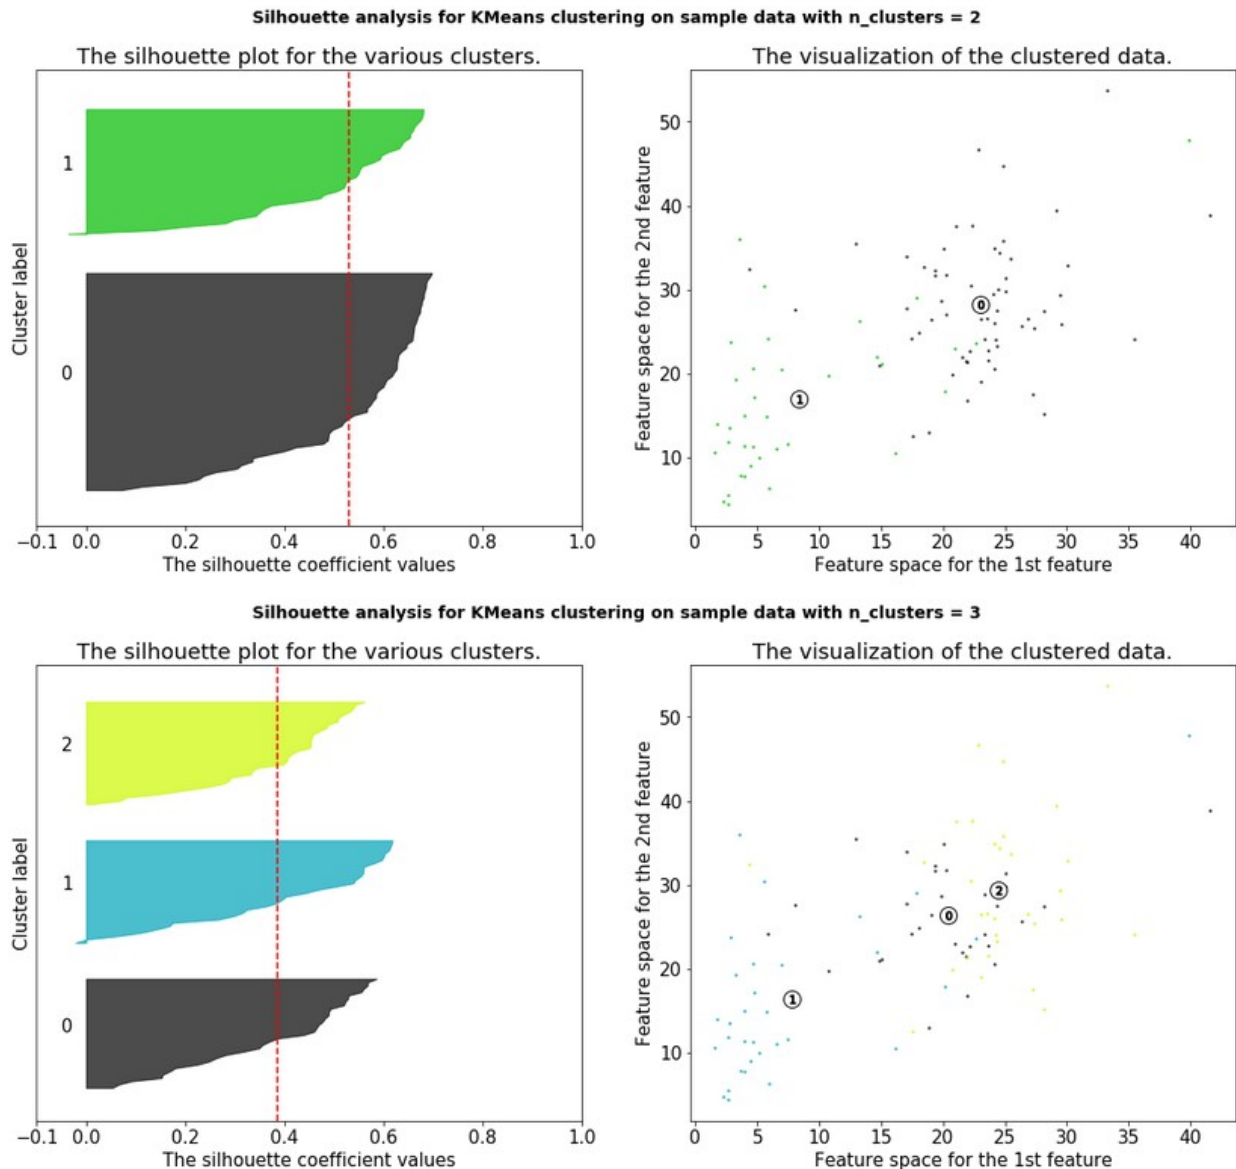 Silhouette analysis for KMeans clustering on sample data with n_clusters = 2
The silhouette plot for the various clusters.
Cluster label
1
0
−0.1 0.0 0.2 0.4 0.6 0.8 1.0
The silhouette coefficient values
The visualization of the clustered data.
Feature space for the 2nd feature
50
40
30
20
10
0
1
0 5 10 15 20 25 30 35 40
Feature space for the 1st feature
Silhouette analysis for KMeans clustering on sample data with n_clusters = 3
The silhouette plot for the various clusters.
Cluster label
2
1
0
−0.1 0.0 0.2 0.4 0.6 0.8 1.0
The silhouette coefficient values
The visualization of the clustered data.
Feature space for the 2nd feature
50
40
30
20
10
2
0
1
0 5 10 15 20 25 30 35 40
Feature space for the 1st feature